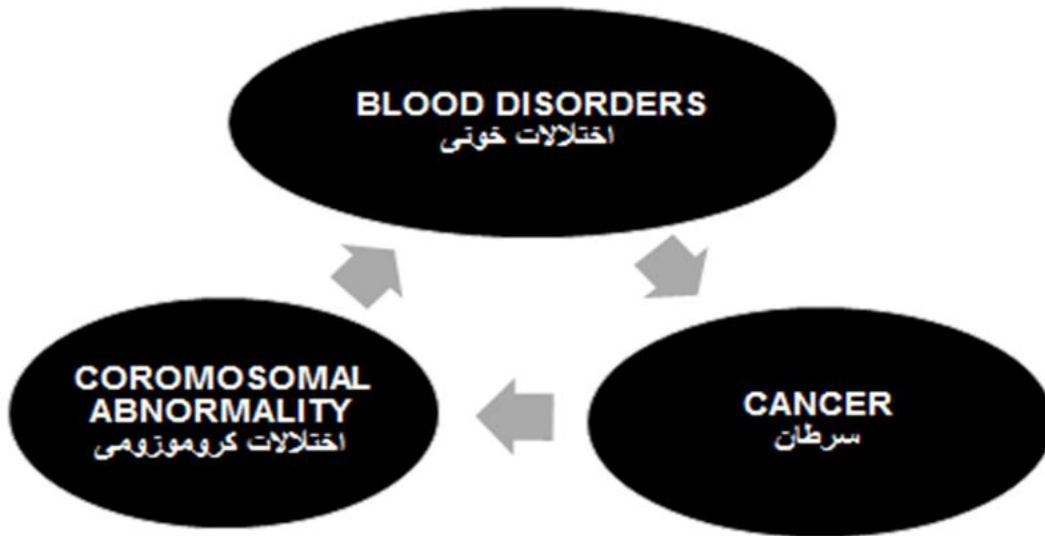 BLOOD DISORDERS
اختلالات خونی
COROMOSOMAL
ABNORMALITY
اختلالات کروموزومی
CANCER
سرطان